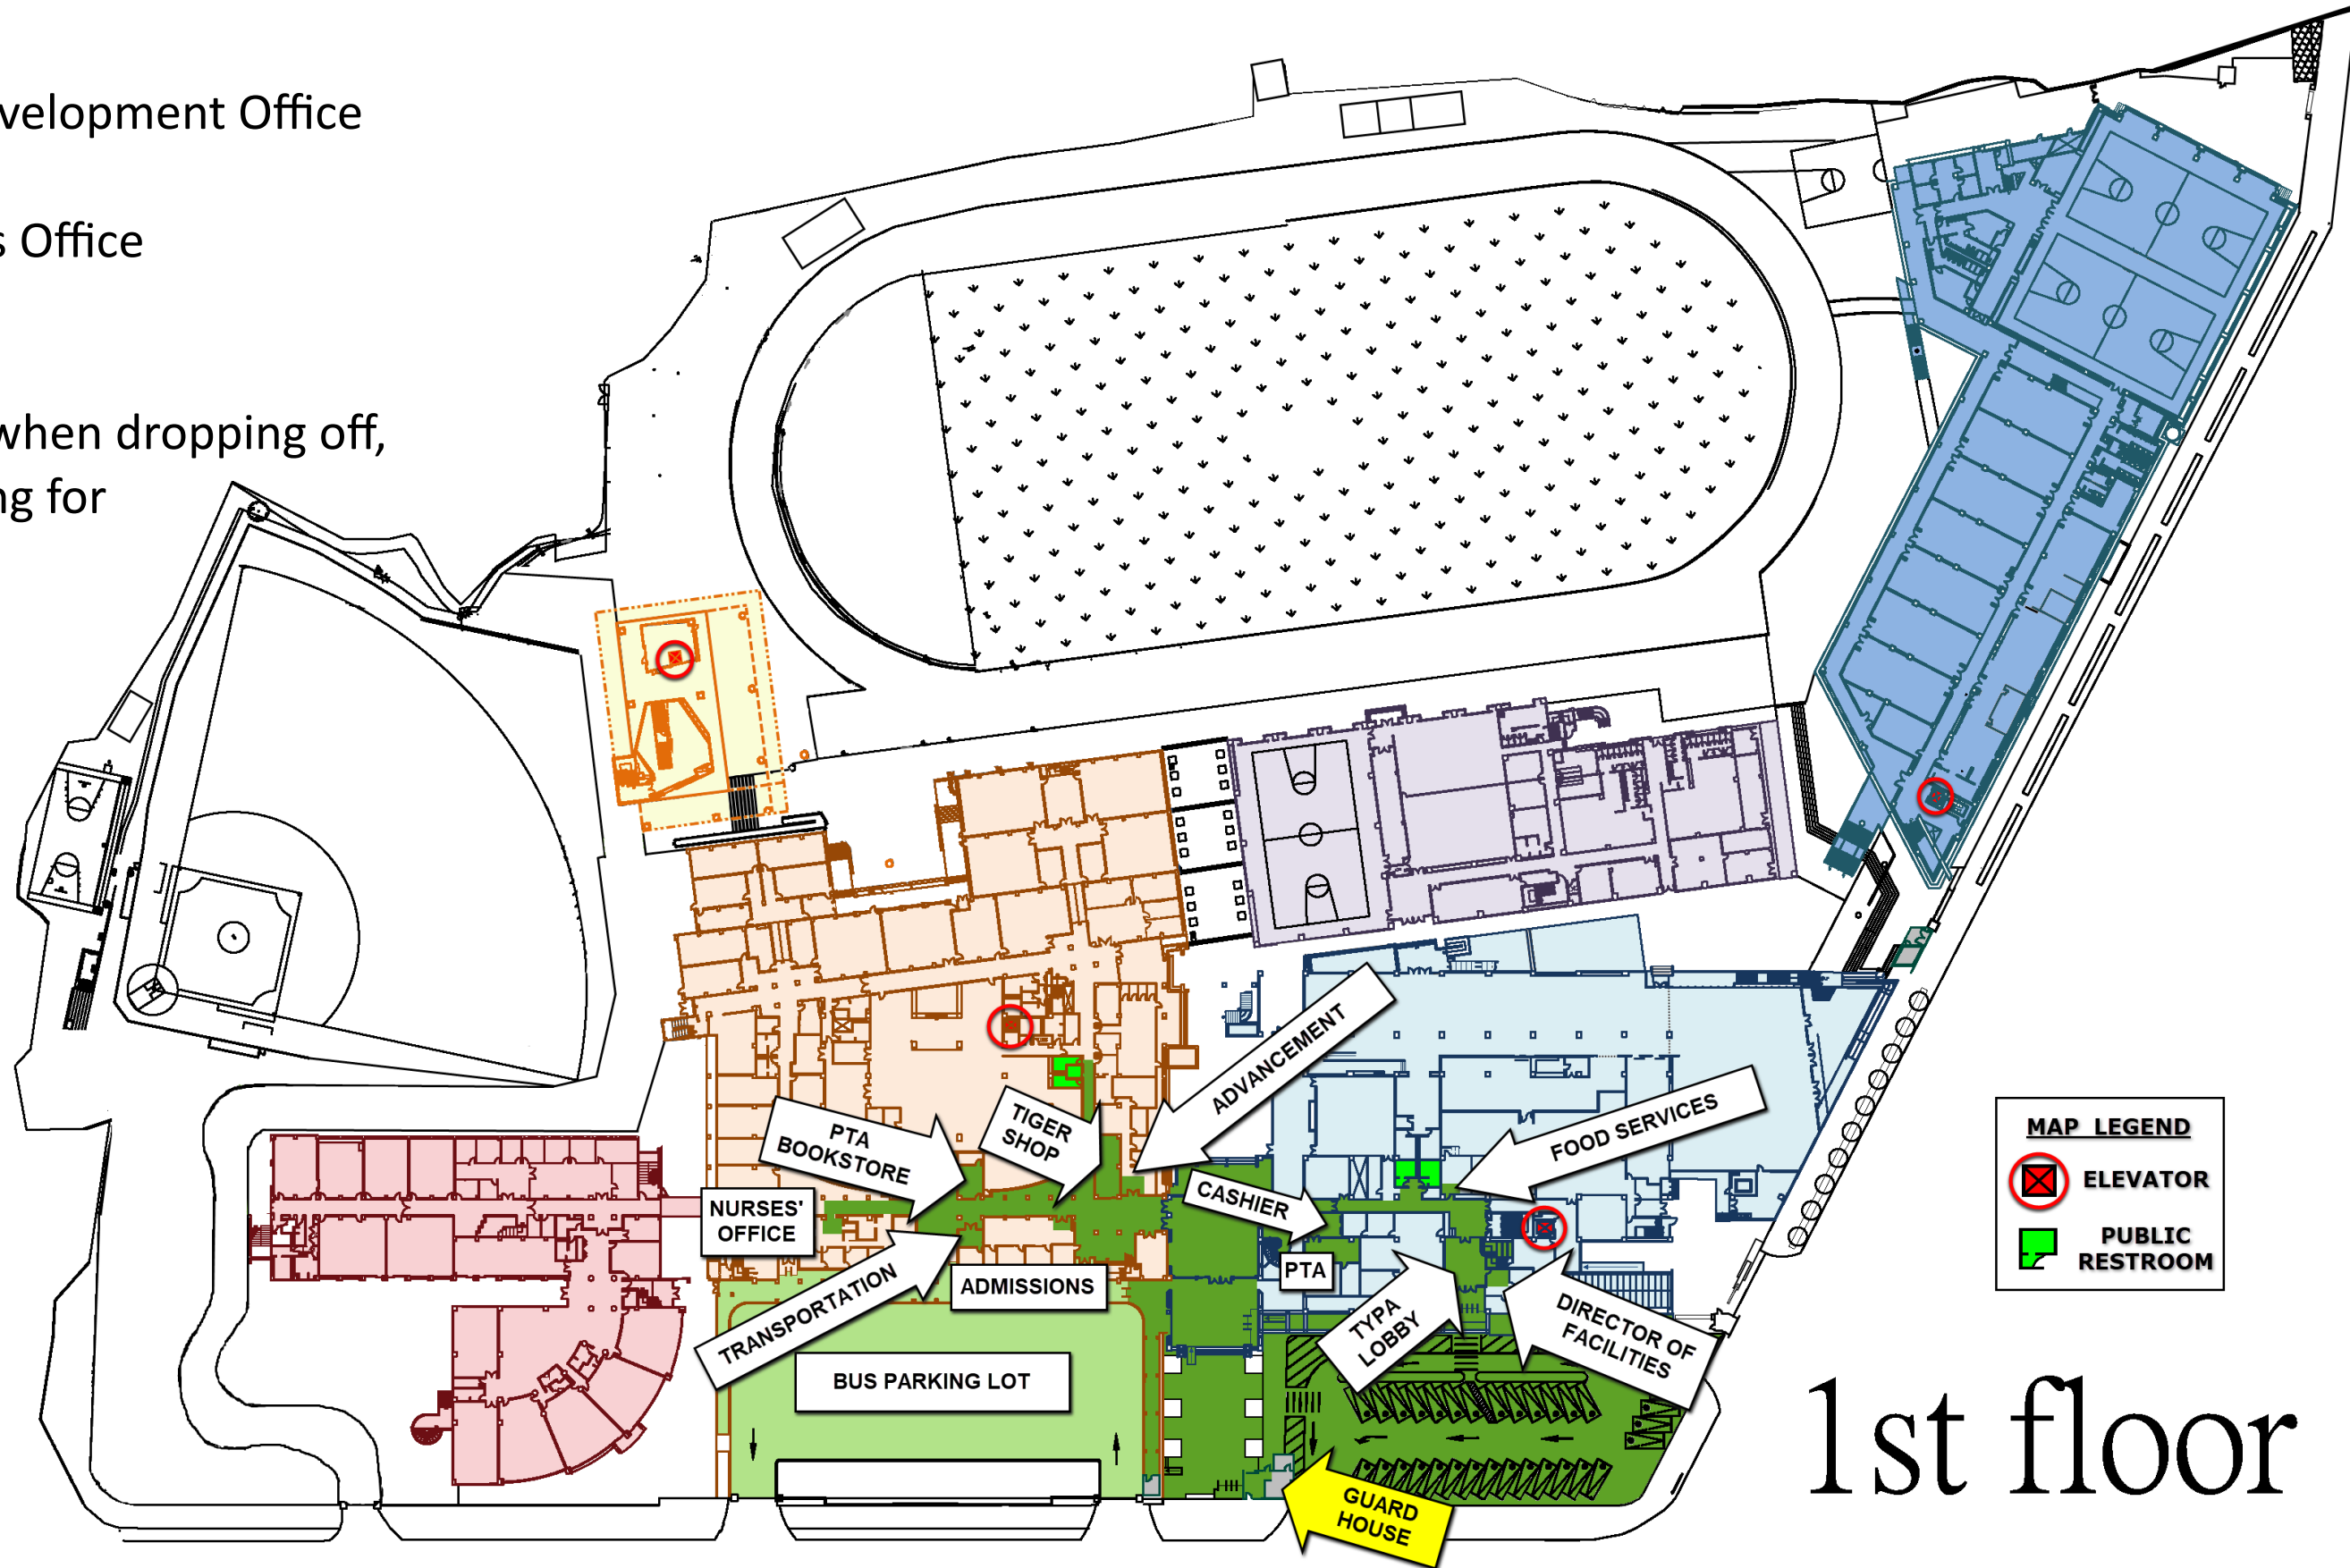 velopment Office
s Office
when dropping off,
ng for
ADVANCEMENT
TIGER
SHOP
PTA
BOOKSTORE
FOOD SERVICES
CASHIER
NURSES'
OFFICE
TRANSPORTATION
ADMISSIONS
PTA
TYPA
LOBBY
DIRECTOR OF
FACILITIES
BUS PARKING LOT
GUARD
HOUSE
MAP LEGEND
ELEVATOR
PUBLIC
RESTROOM
1st floor